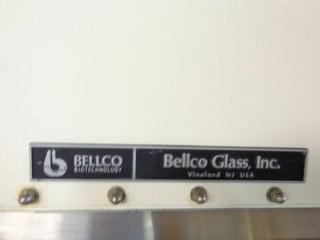 BELLCO
BIOTECHNOLOGY
Bellco Glass, Inc.
Vineland NJ USA